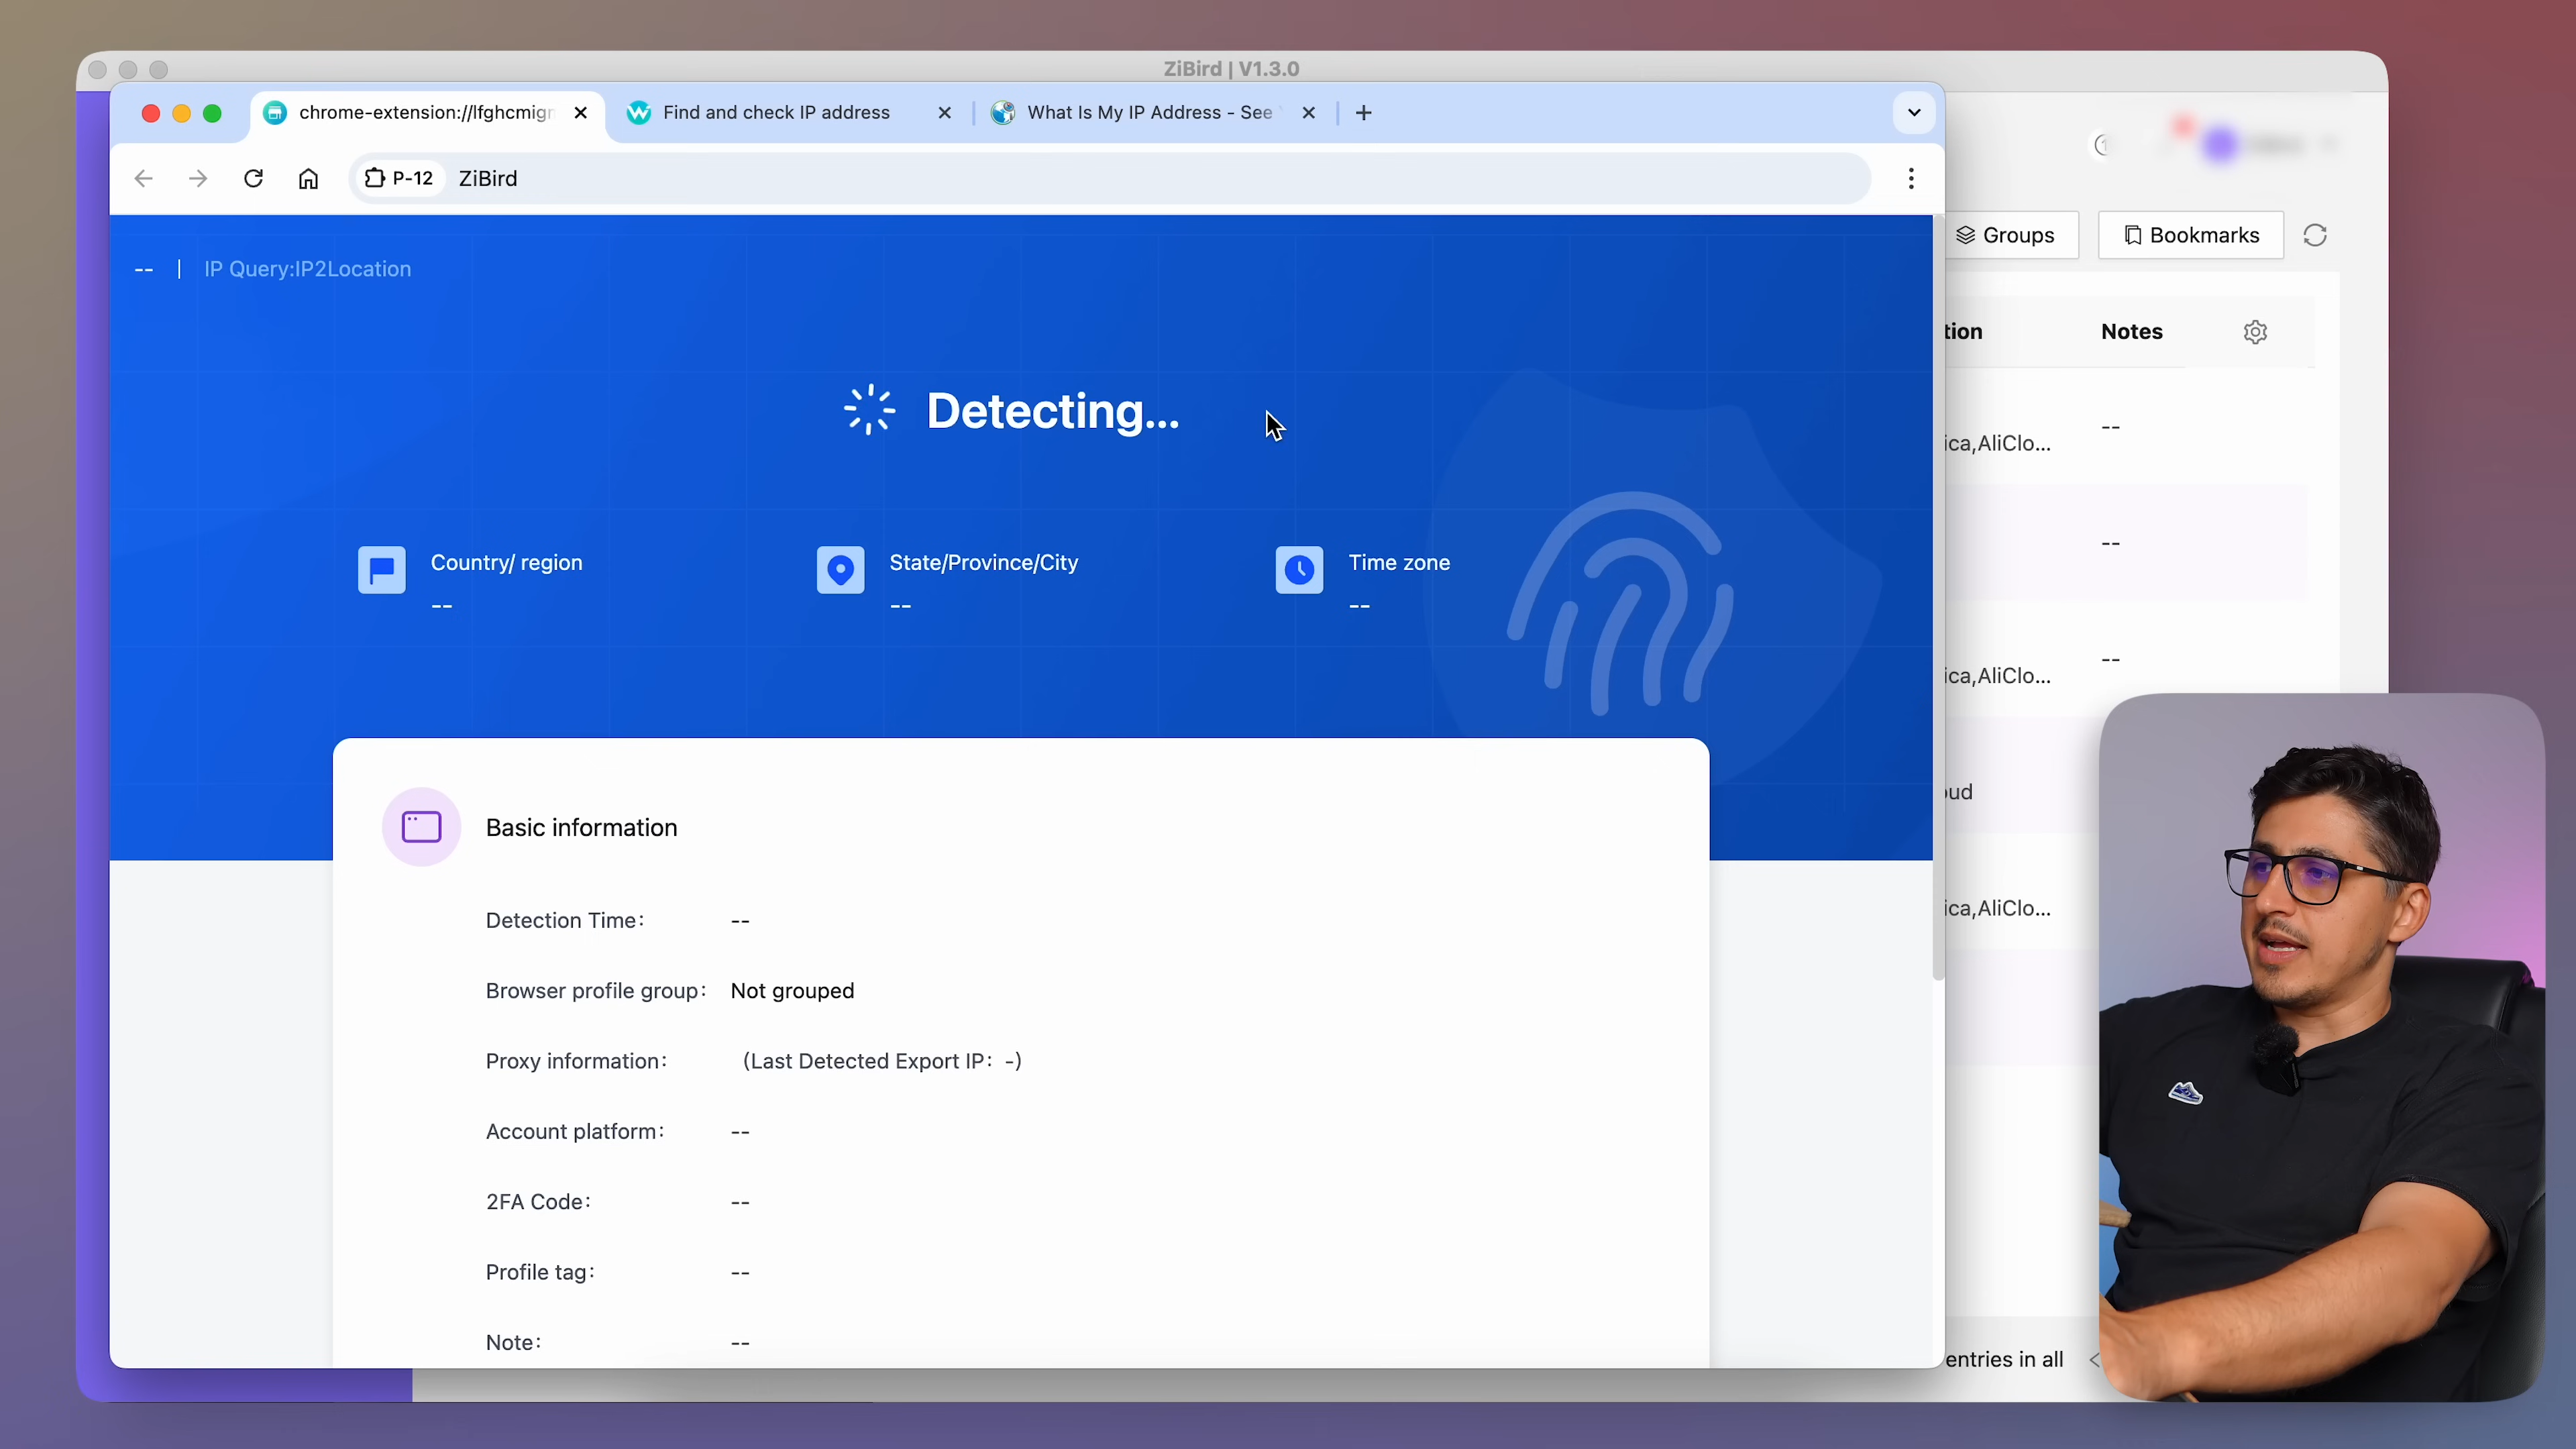 ZiBird | V1.3.0
chrome-extension://lfghcmign
Find and check IP address
What Is My IP Address - See
P-12
ZiBird
Groups
Bookmarks
-- | IP Query:IP2Location
tion
Notes
Detecting...
--
ica,AliClo...
Country/ region
--
State/Province/City
--
Time zone
--
--
--
ica,AliClo...
oud
Basic information
ica,AliClo...
Detection Time: --
Browser profile group: Not grouped
Proxy information: (Last Detected Export IP: -)
Account platform: --
2FA Code: --
Profile tag: --
Note: --
entries in all
<